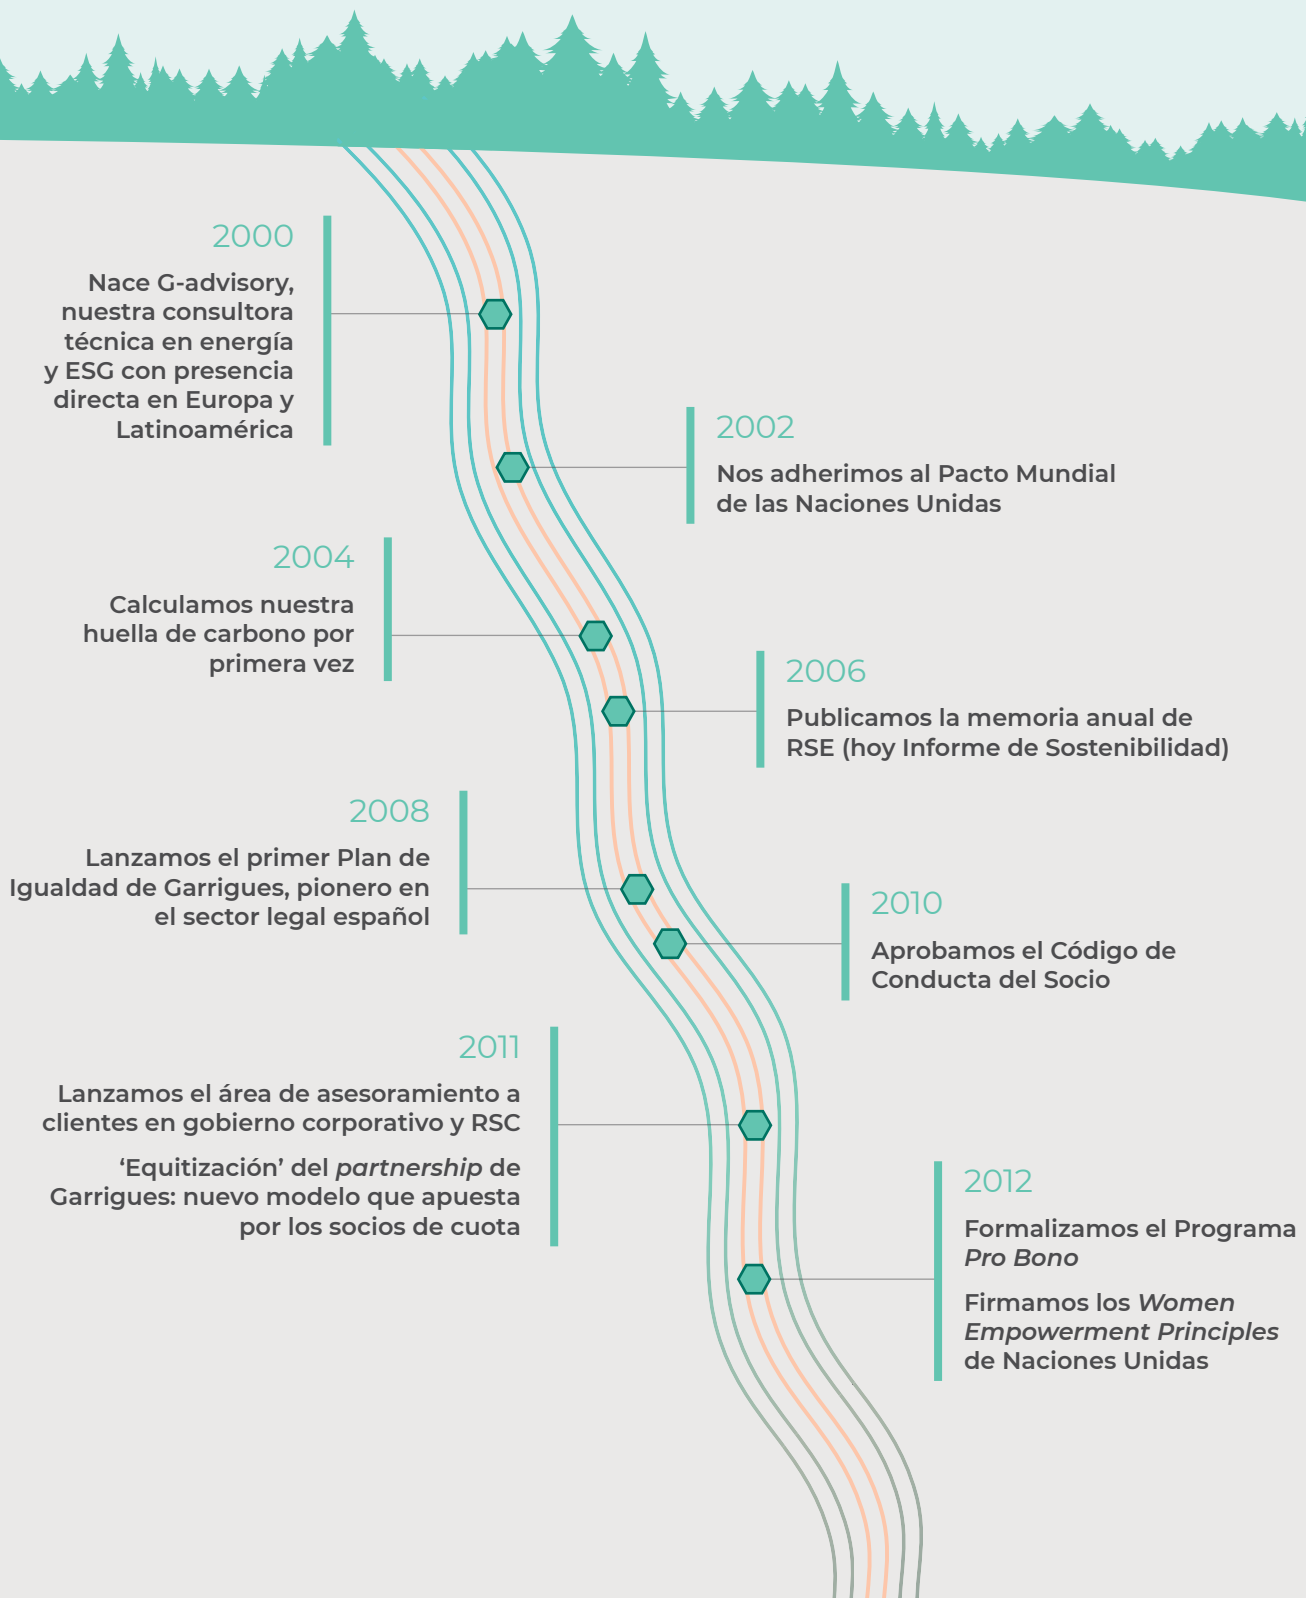 2000
Nace G-advisory,
nuestra consultora
técnica en energía
y ESG con presencia
directa en Europa y
Latinoamérica
2002
Nos adherimos al Pacto Mundial
de las Naciones Unidas
2004
Calculamos nuestra
huella de carbono por
primera vez
2006
Publicamos la memoria anual de
RSE (hoy Informe de Sostenibilidad)
2008
Lanzamos el primer Plan de
Igualdad de Garrigues, pionero en
el sector legal español
2010
Aprobamos el Código de
Conducta del Socio
2011
Lanzamos el área de asesoramiento a
clientes en gobierno corporativo y RSC
‘Equitización’ del partnership de
Garrigues: nuevo modelo que apuesta
por los socios de cuota
2012
Formalizamos el Programa
Pro Bono
Firmamos los Women
Empowerment Principles
de Naciones Unidas